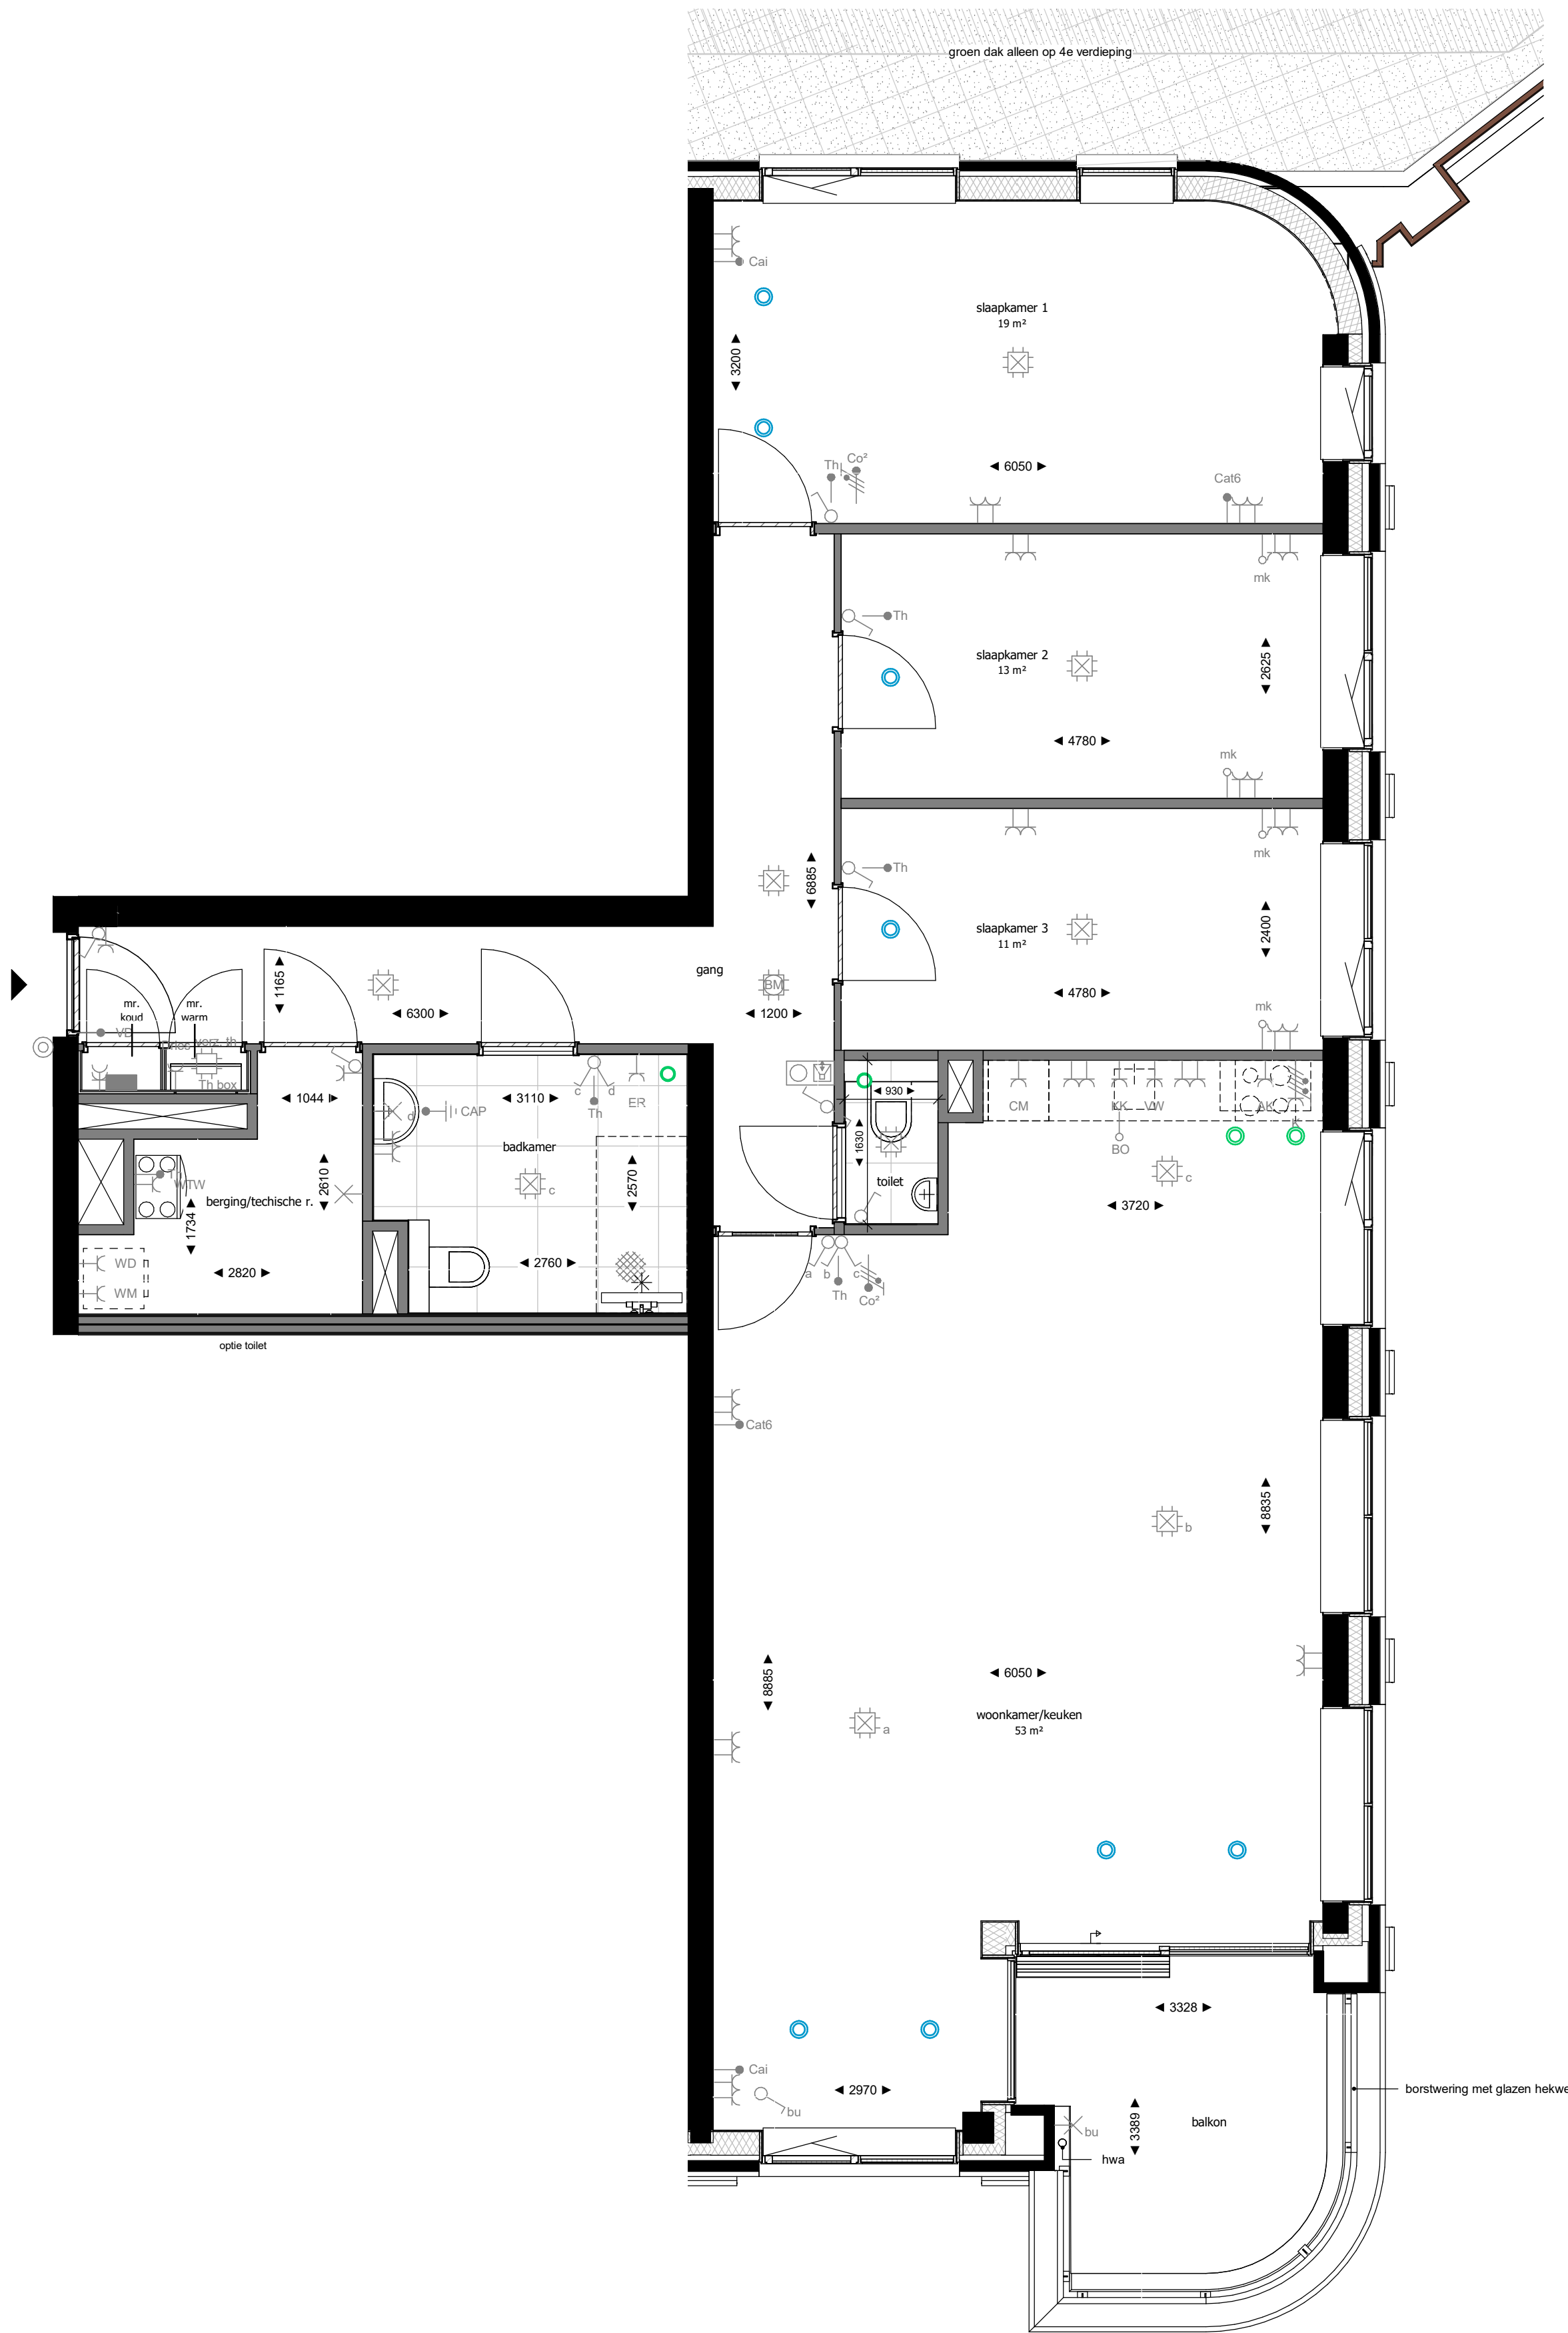 groen dak alleen op 4e verdieping
Cai
slaapkamer 1
19 m²
3200
6050
Th
Co²
Cat6
mk
Th
slaapkamer 2
13 m²
2625
4780
mk
mk
Th
6885
slaapkamer 3
11 m²
2400
4780
mk
gang
BM
1200
1165
6300
mr.
koud
mr.
warm
Th box
1044
3110
CAP
d
c
d
Th
ER
badkamer
c
2570
2760
2610
WTW
berging/techische r.
1734
2820
WD
WM
optie toilet
930
1630
toilet
CM
KK
VW
AK
BO
c
3720
a
b
c
Th
Co²
Cat6
8835
b
8885
6050
woonkamer/keuken
53 m²
a
3328
Cai
bu
2970
borstwering met glazen hekwe
balkon
3389
bu
hwa